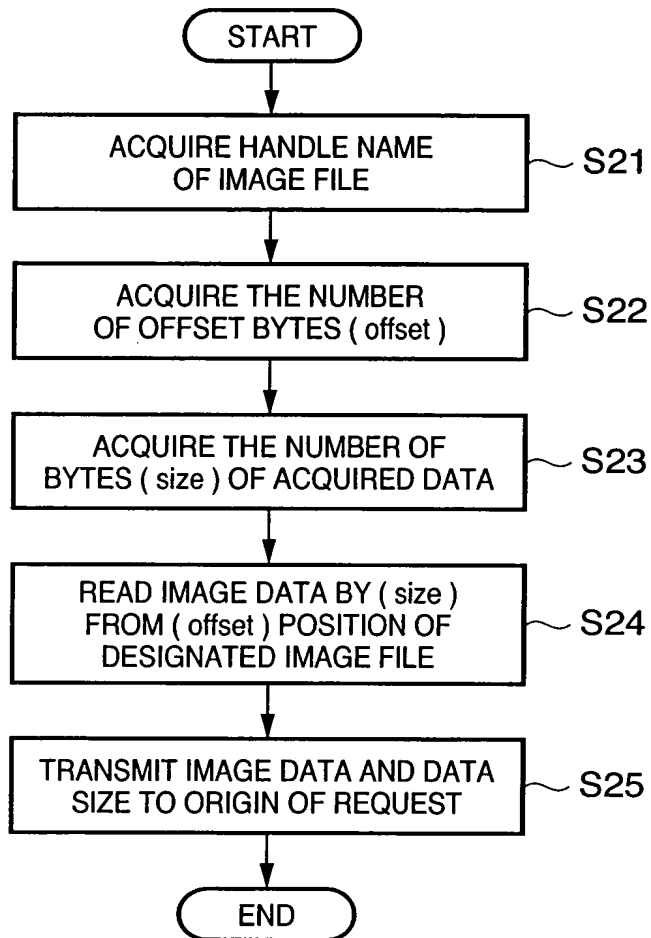 START
ACQUIRE HANDLE NAME
OF IMAGE FILE
S21
ACQUIRE THE NUMBER
OF OFFSET BYTES ( offset )
S22
ACQUIRE THE NUMBER OF
BYTES ( size ) OF ACQUIRED DATA
S23
READ IMAGE DATA BY ( size )
FROM ( offset ) POSITION OF
DESIGNATED IMAGE FILE
S24
TRANSMIT IMAGE DATA AND DATA
SIZE TO ORIGIN OF REQUEST
S25
END